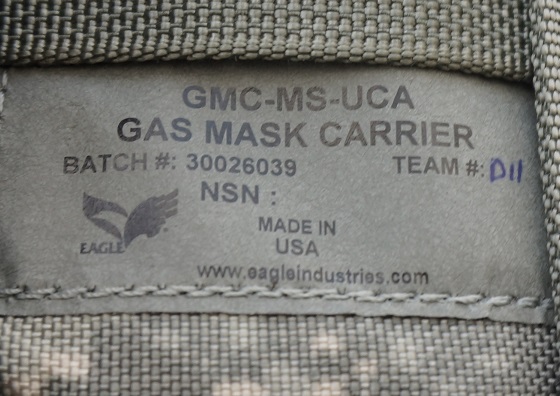 GMC-MS-UCA
GAS MASK CARRIER
BATCH #: 30026039 TEAM #: D11
NSN :
EAGLE
MADE IN
USA
www.eagleindustries.com